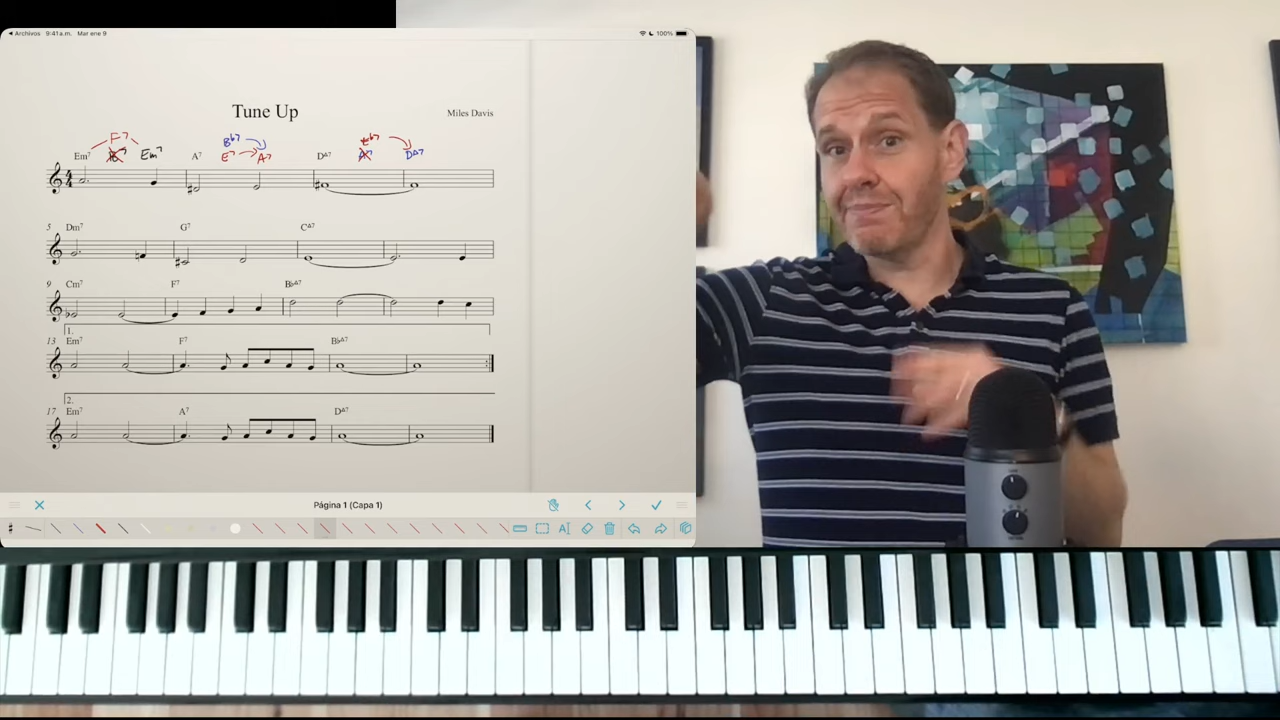 Archivos 9:41 a.m. Mar ene 9 100%
Tune Up
Miles Davis
F7 Bb7 Eb7
Em7 B7 Em7 A7 E7 A7 D△7 A7 D△7
5 Dm7 G7 C△7
9 Cm7 F7 Bb△7
1.
13 Em7 F7 Bb△7
2.
17 Em7 A7 D△7
Página 1 (Capa 1)
A